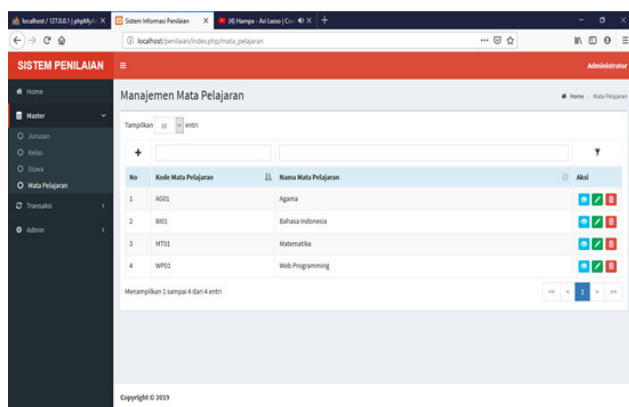 localhost / 127.0.0.1 | phpMyA
Sistem Informasi Penilaian
(4) Hampa - Ari Lasso | Cov
localhost/penilaian/index.php/mata_pelajaran
SISTEM PENILAIAN
Administrator
Home
Master
Jurusan
Kelas
Siswa
Mata Pelajaran
Transaksi
Admin
Manajemen Mata Pelajaran
Home Mata Pelajaran
Tampilkan 10 entri
No Kode Mata Pelajaran Nama Mata Pelajaran Aksi
1 AG01 Agama
2 BI01 Bahasa Indonesia
3 MT01 Matematika
4 WP01 Web Programming
Menampilkan 1 sampai 4 dari 4 entri
<< < 1 > >>
Copyright © 2019